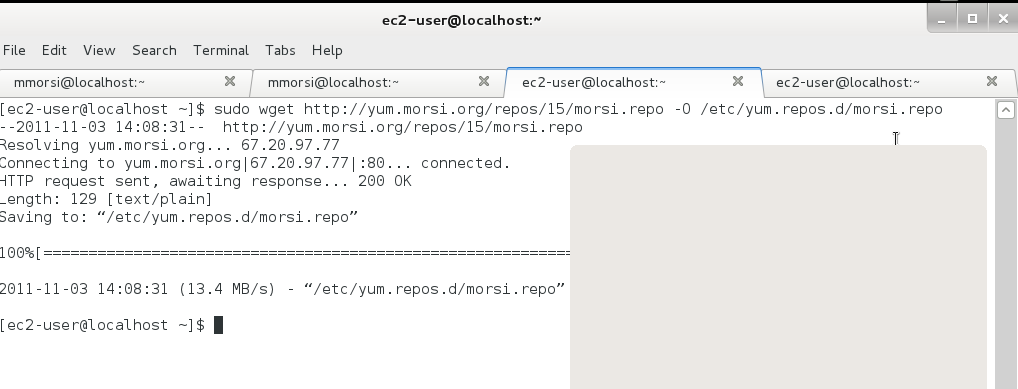 ec2-user@localhost:~
File Edit View Search Terminal Tabs Help
mmorsi@localhost:~ mmorsi@localhost:~ ec2-user@localhost:~ ec2-user@localhost:~
[ec2-user@localhost ~]$ sudo wget http://yum.morsi.org/repos/15/morsi.repo -O /etc/yum.repos.d/morsi.repo
--2011-11-03 14:08:31-- http://yum.morsi.org/repos/15/morsi.repo
Resolving yum.morsi.org... 67.20.97.77
Connecting to yum.morsi.org|67.20.97.77|:80... connected.
HTTP request sent, awaiting response... 200 OK
Length: 129 [text/plain]
Saving to: “/etc/yum.repos.d/morsi.repo”
100%[===========================================================
2011-11-03 14:08:31 (13.4 MB/s) - “/etc/yum.repos.d/morsi.repo”
[ec2-user@localhost ~]$